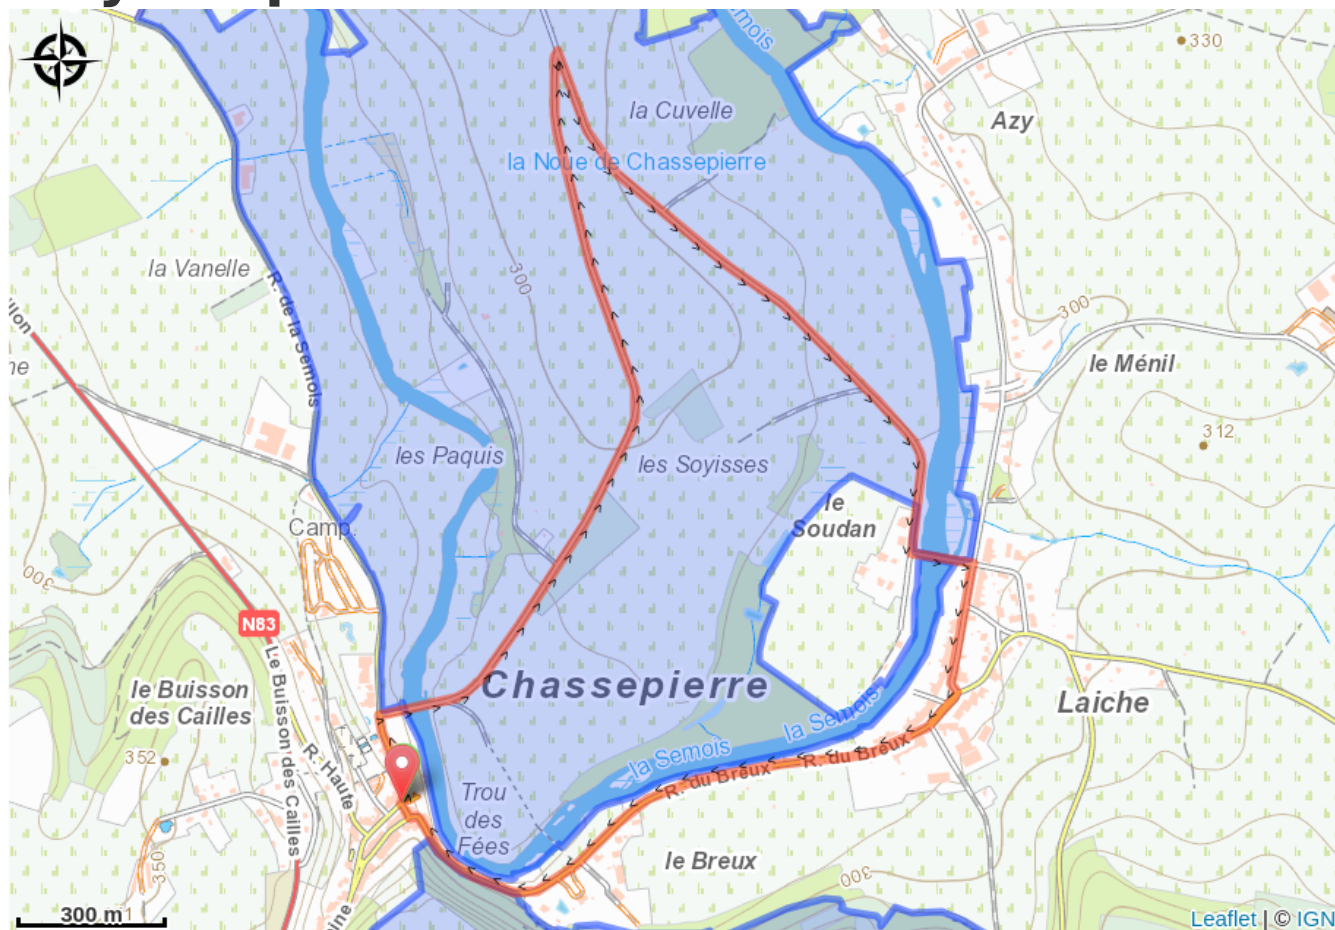 330
Semois
la Cuvelle
Azy
la Noue de Chassepierre
la Vanelle
R. de la Semois
300
300
le Ménil
312
les Paquis
les Soyisses
le
Soudan
Camp.
300
N83
Le Buisson des Cailles
le Buisson
des Cailles
Chassepierre
Laiche
352
R. Haute
la Semois
la Semois
R. du Breux
R. du Breux
Trou
des
Fées
le Breux
350
300
300 m
Leaflet | © IGN